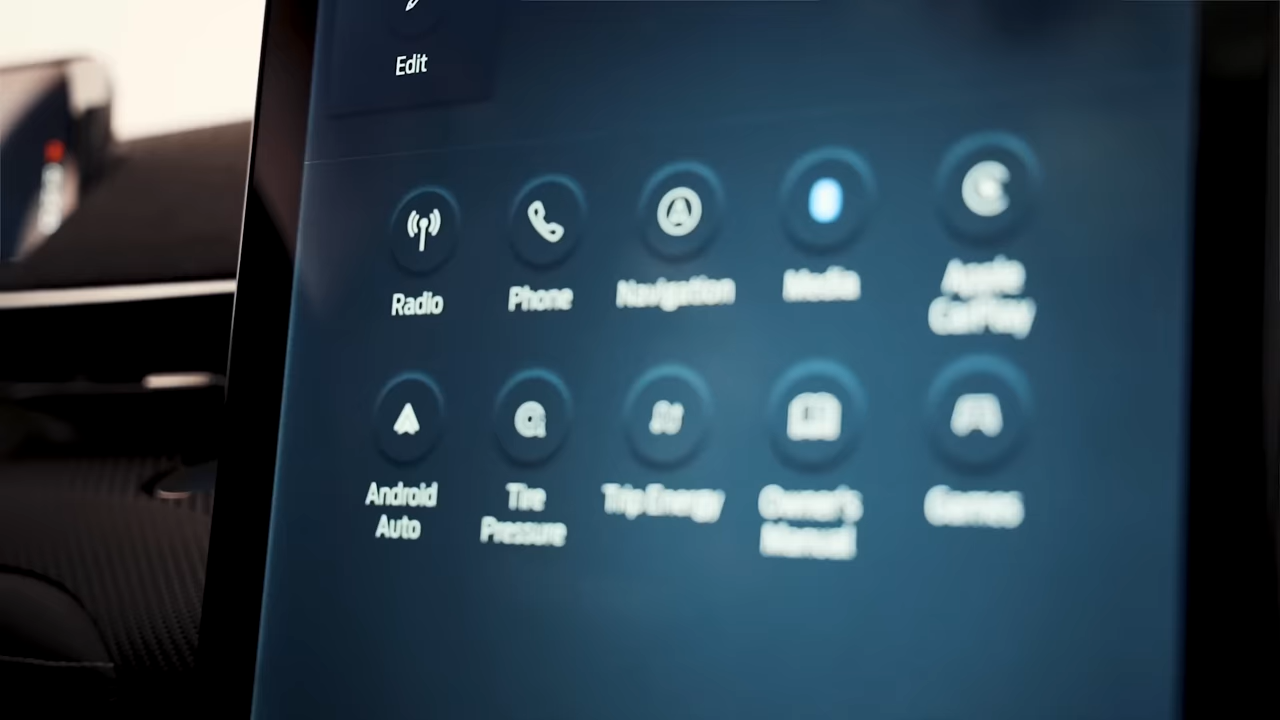 Edit
Radio
Phone
Navigation
Media
Apple
CarPlay
Android
Auto
Tire
Pressure
Trip Energy
Owner's
Manual
Games